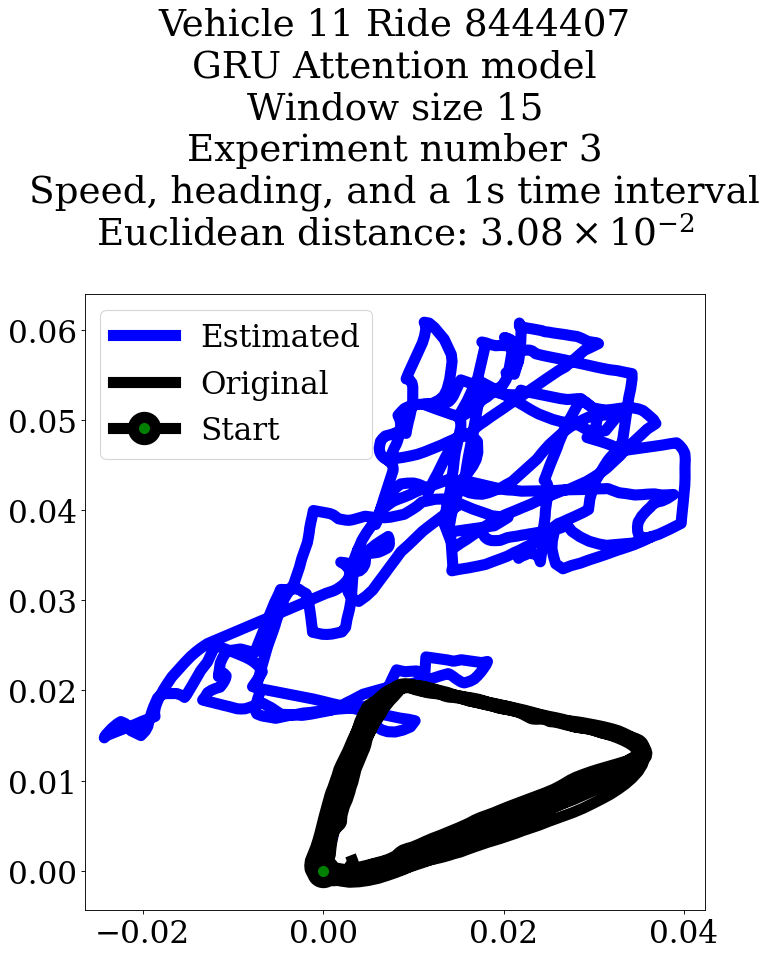 Vehicle 11 Ride 8444407
GRU Attention model
Window size 15
Experiment number 3
Speed, heading, and a 1s time interval
Euclidean distance: 3.08 × 10⁻²
Estimated
Original
Start
0.06
0.05
0.04
0.03
0.02
0.01
0.00
−0.02 0.00 0.02 0.04